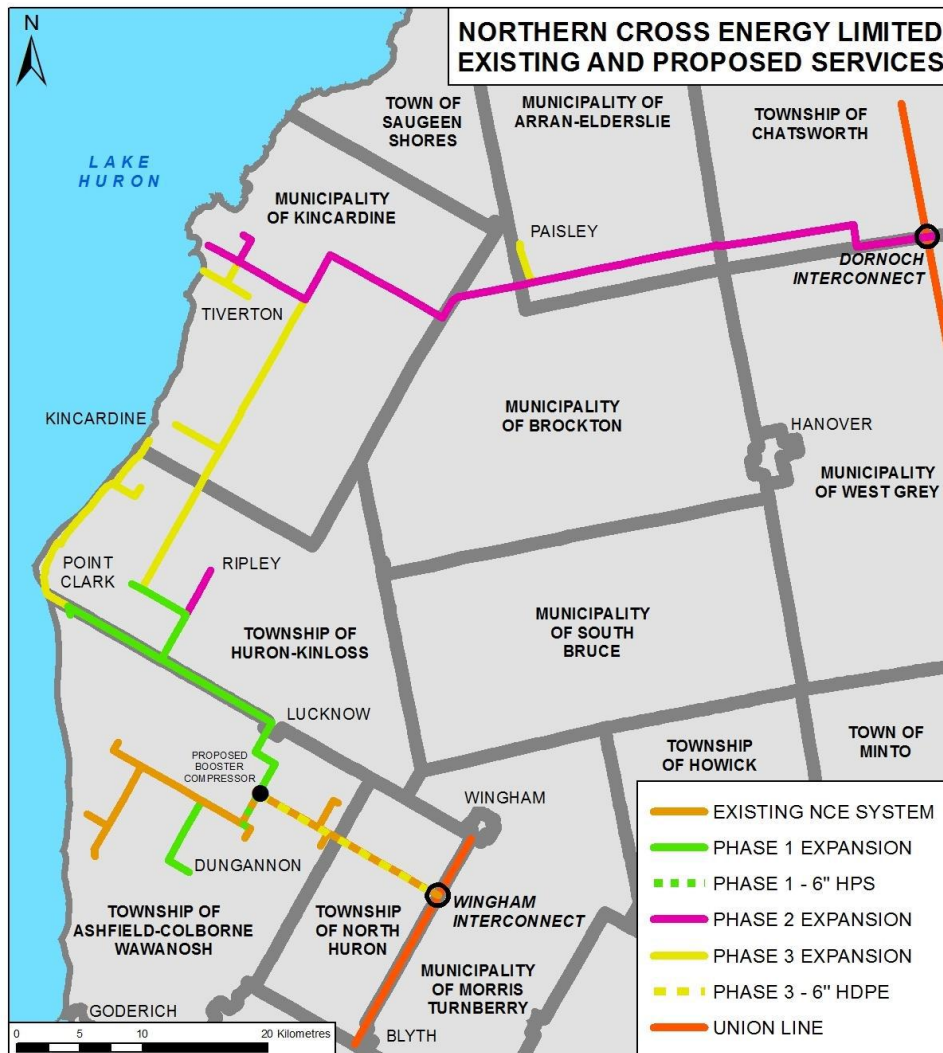 N
NORTHERN CROSS ENERGY LIMITED
EXISTING AND PROPOSED SERVICES
TOWN OF
SAUGEEN
SHORES
MUNICIPALITY OF
ARRAN-ELDERSLIE
TOWNSHIP OF
CHATSWORTH
LAKE
HURON
MUNICIPALITY
OF KINCARDINE
PAISLEY
DORNOCH
INTERCONNECT
TIVERTON
KINCARDINE
MUNICIPALITY
OF BROCKTON
HANOVER
MUNICIPALITY
OF WEST GREY
POINT
CLARK
RIPLEY
TOWNSHIP OF
HURON-KINLOSS
MUNICIPALITY
OF SOUTH
BRUCE
LUCKNOW
PROPOSED
BOOSTER
COMPRESSOR
TOWNSHIP
OF HOWICK
TOWN OF
MINTO
WINGHAM
DUNGANNON
WINGHAM
INTERCONNECT
TOWNSHIP OF
ASHFIELD-COLBORNE
WAWANOSH
TOWNSHIP
OF NORTH
HURON
MUNICIPALITY
OF MORRIS
TURNBERRY
GODERICH
BLYTH
0 5 10 20 Kilometres
EXISTING NCE SYSTEM
PHASE 1 EXPANSION
PHASE 1 - 6" HPS
PHASE 2 EXPANSION
PHASE 3 EXPANSION
PHASE 3 - 6" HDPE
UNION LINE